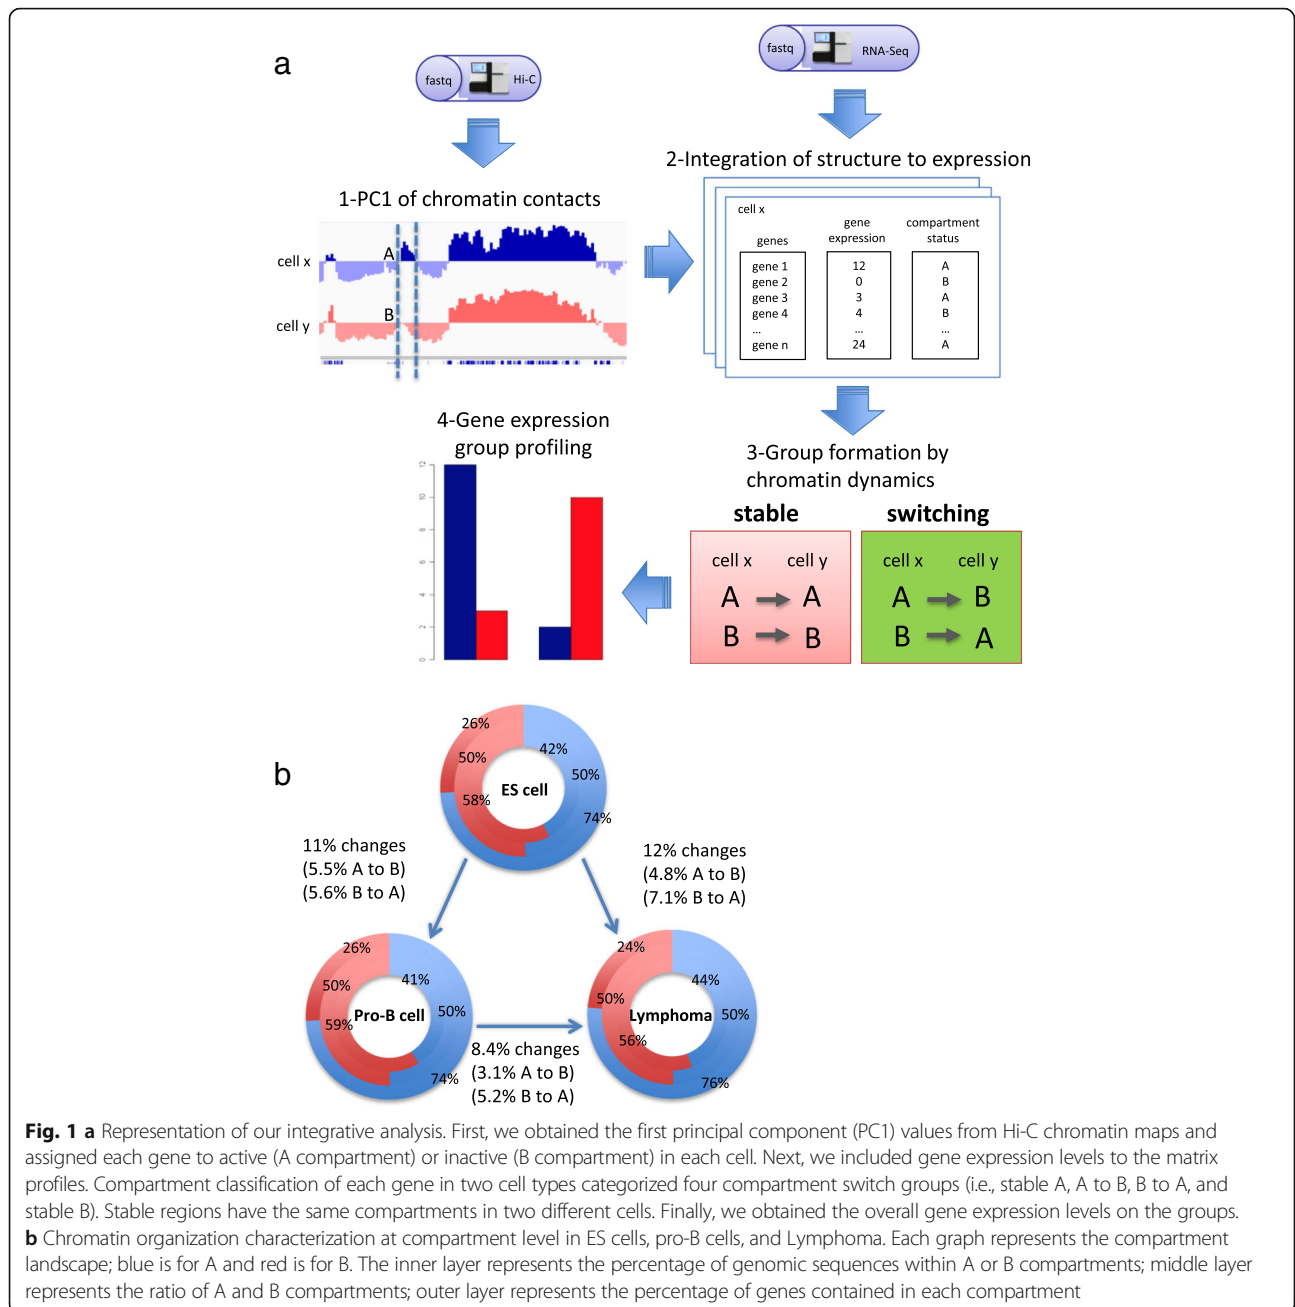 a
fastq Hi-C
fastq RNA-Seq
1-PC1 of chromatin contacts
cell x
A
cell y
B
2-Integration of structure to expression
cell x
genes gene expression compartment status
gene 1 12 A
gene 2 0 B
gene 3 3 A
gene 4 4 B
... ... ...
gene n 24 A
3-Group formation by
chromatin dynamics
stable switching
cell x cell y cell x cell y
A A A B
B B B A
4-Gene expression
group profiling
12
10
8
6
4
2
0
b
26%
50%
58%
42%
50%
74%
ES cell
11% changes
(5.5% A to B)
(5.6% B to A)
12% changes
(4.8% A to B)
(7.1% B to A)
26%
50%
59%
41%
50%
74%
Pro-B cell
8.4% changes
(3.1% A to B)
(5.2% B to A)
24%
50%
56%
44%
50%
76%
Lymphoma
Fig. 1 a Representation of our integrative analysis. First, we obtained the first principal component (PC1) values from Hi-C chromatin maps and
assigned each gene to active (A compartment) or inactive (B compartment) in each cell. Next, we included gene expression levels to the matrix
profiles. Compartment classification of each gene in two cell types categorized four compartment switch groups (i.e., stable A, A to B, B to A, and
stable B). Stable regions have the same compartments in two different cells. Finally, we obtained the overall gene expression levels on the groups.
b Chromatin organization characterization at compartment level in ES cells, pro-B cells, and Lymphoma. Each graph represents the compartment
landscape; blue is for A and red is for B. The inner layer represents the percentage of genomic sequences within A or B compartments; middle layer
represents the ratio of A and B compartments; outer layer represents the percentage of genes contained in each compartment